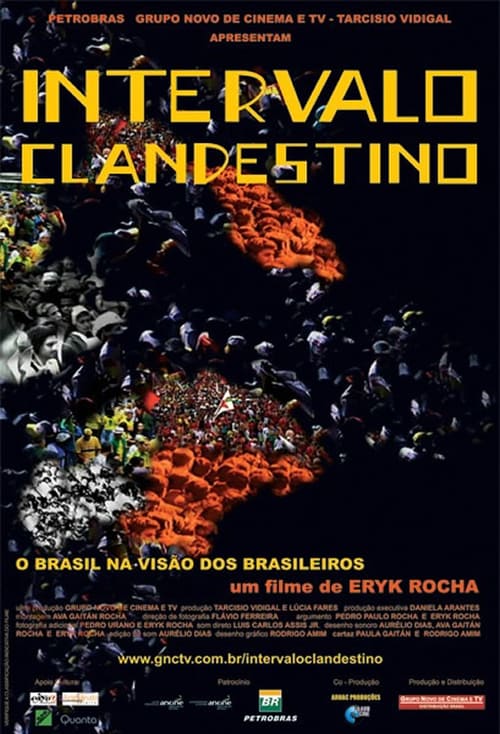 PETROBRAS GRUPO NOVO DE CINEMA E TV - TARCISIO VIDIGAL
APRESENTAM
INTERVALO
CLANDESTINO
O BRASIL NA VISÃO DOS BRASILEIROS
um filme de ERYK ROCHA
uma produção GRUPO NOVO DE CINEMA E TV produção TARCISIO VIDIGAL E LÚCIA FARES produção executiva DANIELA ARANTES
montagem AVA GAITÁN ROCHA direção de fotografia FLÁVIO FERREIRA argumento PEDRO PAULO ROCHA E ERYK ROCHA
fotografia adicional PEDRO URANO E ERYK ROCHA som direto LUIS CARLOS ASSIS JR. desenho sonoro AURÉLIO DIAS, AVA GAITÁN
ROCHA E ERYK ROCHA edição de som AURÉLIO DIAS desenho gráfico RODRIGO AMIM cartaz PAULA GAITÁN E RODRIGO AMIM
www.gnctv.com.br/intervaloclandestino
Apoio Cultural Patrocínio Co - Produção Produção e Distribuição
ancine ancine BR ARUAC PRODUÇÕES GRUPO NOVO DE CINEMA E TV
Quanta PETROBRAS